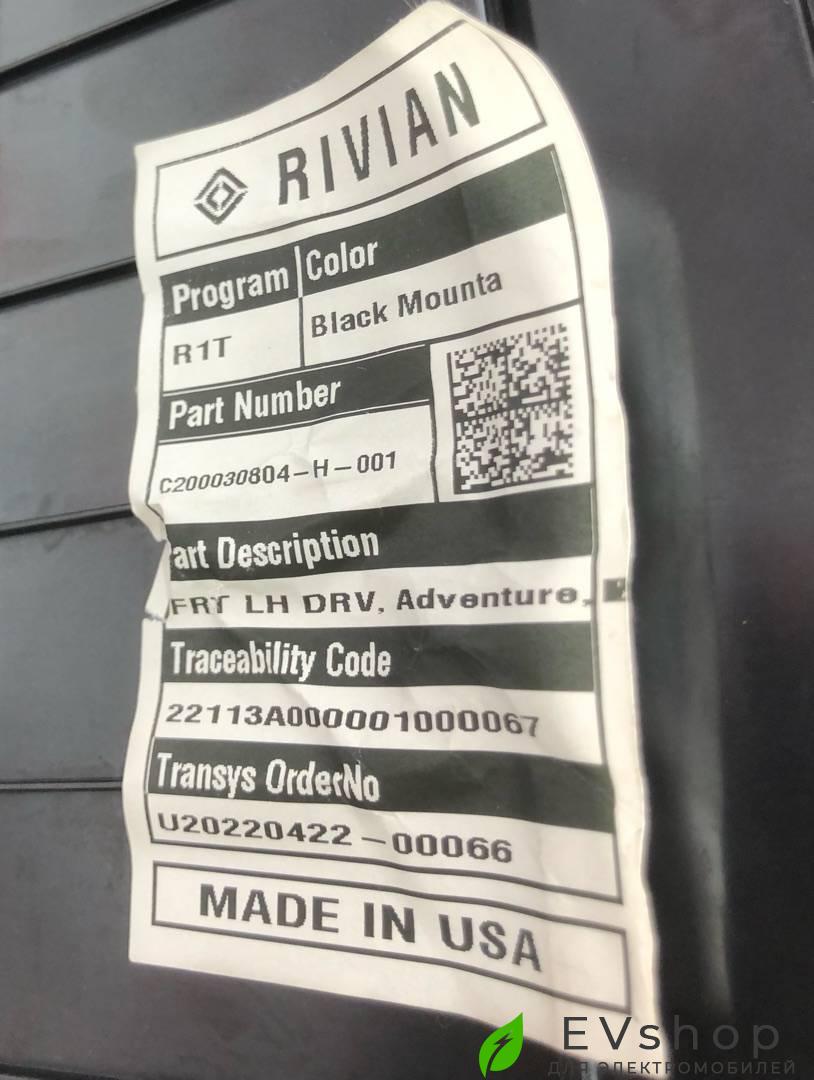 RIVIAN
Program Color
R1T Black Mounta
Part Number
C200030804-H-001
art Description
FRT LH DRV, Adventure,
Traceability Code
22113A000001000067
Transys OrderNo
U20220422-00066
MADE IN USA
EVshop
ДЛЯ ЭЛЕКТРОМОБИЛЕЙ